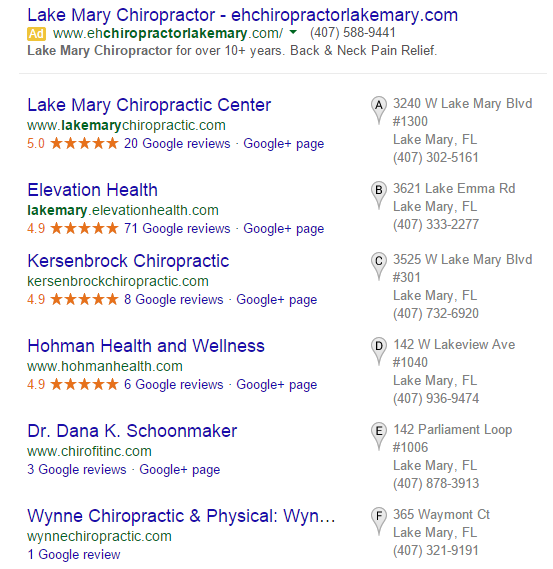 Lake Mary Chiropractor - ehchiropractorlakemary.com
Ad www.ehchiropractorlakemary.com/ (407) 588-9441
Lake Mary Chiropractor for over 10+ years. Back & Neck Pain Relief.
Lake Mary Chiropractic Center
www.lakemarychiropractic.com
5.0 20 Google reviews · Google+ page
A 3240 W Lake Mary Blvd
#1300
Lake Mary, FL
(407) 302-5161
Elevation Health
lakemary.elevationhealth.com
4.9 71 Google reviews · Google+ page
B 3621 Lake Emma Rd
Lake Mary, FL
(407) 333-2277
Kersenbrock Chiropractic
kersenbrockchiropractic.com
4.9 8 Google reviews · Google+ page
C 3525 W Lake Mary Blvd
#301
Lake Mary, FL
(407) 732-6920
Hohman Health and Wellness
www.hohmanhealth.com
4.9 6 Google reviews · Google+ page
D 142 W Lakeview Ave
#1040
Lake Mary, FL
(407) 936-9474
Dr. Dana K. Schoonmaker
www.chirofitinc.com
3 Google reviews · Google+ page
E 142 Parliament Loop
#1006
Lake Mary, FL
(407) 878-3913
Wynne Chiropractic & Physical: Wyn...
wynnechiropractic.com
1 Google review
F 365 Waymont Ct
Lake Mary, FL
(407) 321-9191